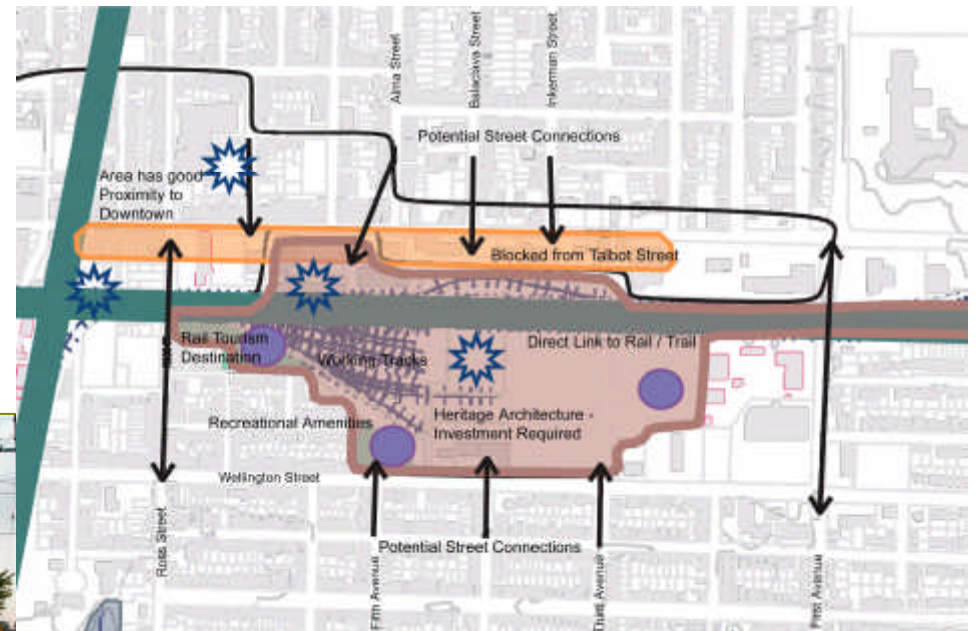 Alma Street
Balaclava Street
Inkerman Street
Potential Street Connections
Area has good
Proximity to
Downtown
Blocked from Talbot Street
Rail Tourism
Destination
Working Tracks
Direct Link to Rail / Trail
Recreational Amenities
Heritage Architecture -
Investment Required
Wellington Street
Ross Street
Potential Street Connections
Fifth Avenue
Third Avenue
First Avenue